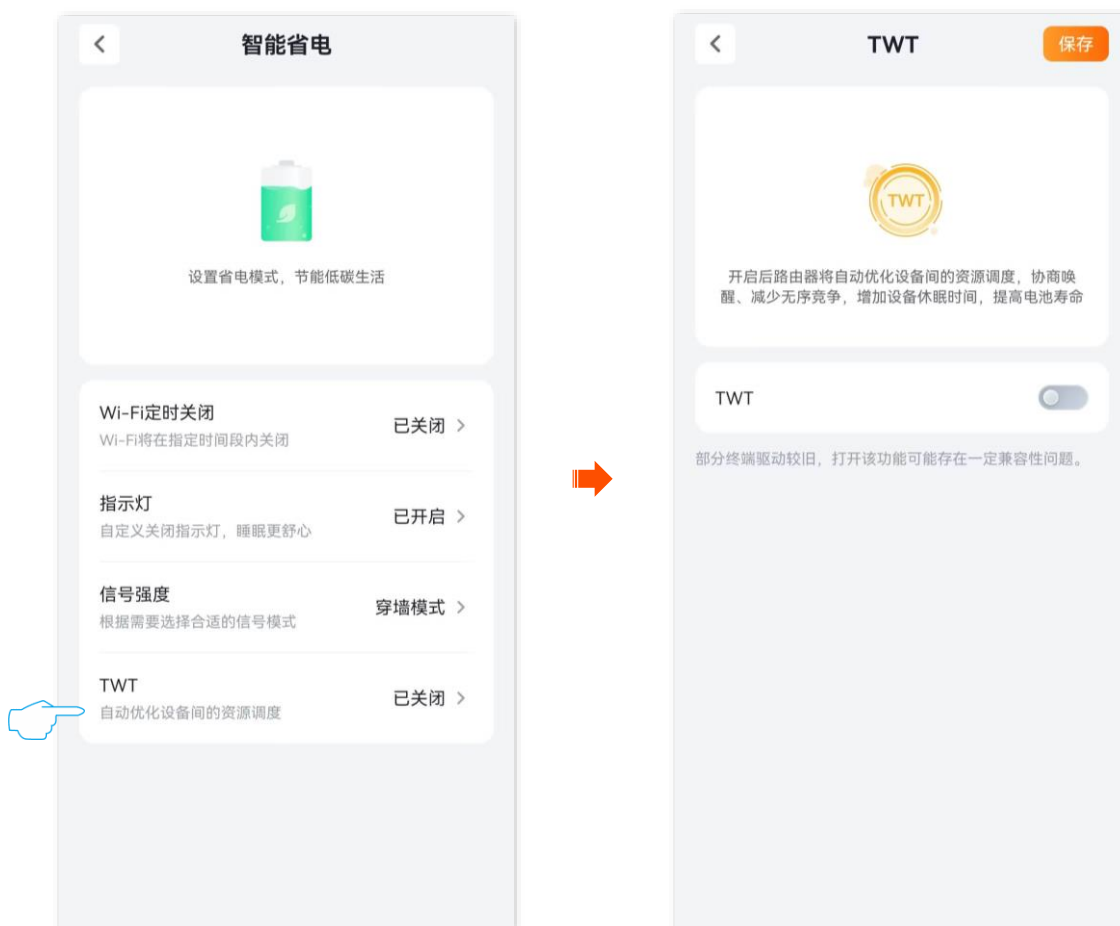 智能省电
设置省电模式，节能低碳生活
Wi-Fi定时关闭
Wi-Fi将在指定时间段内关闭
已关闭
指示灯
自定义关闭指示灯，睡眠更舒心
已开启
信号强度
根据需要选择合适的信号模式
穿墙模式
TWT
自动优化设备间的资源调度
已关闭
TWT
保存
TWT
开启后路由器将自动优化设备间的资源调度，协商唤
醒、减少无序竞争，增加设备休眠时间，提高电池寿命
TWT
部分终端驱动较旧，打开该功能可能存在一定兼容性问题。